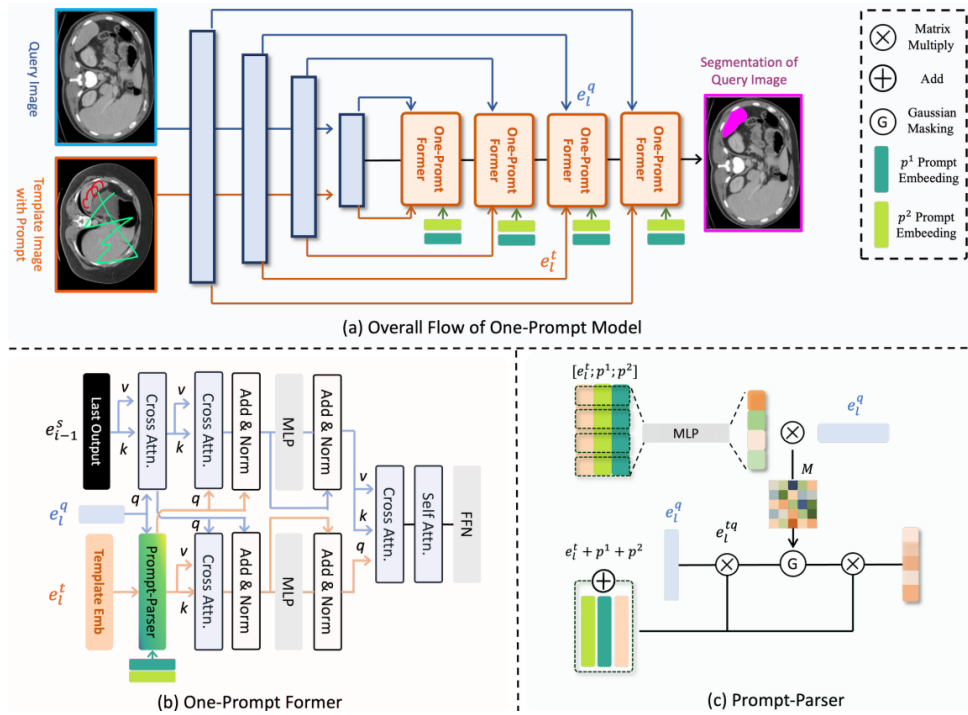 Query Image
Template Image
with Prompt
One-Promt
Former
One-Promt
Former
One-Promt
Former
One-Promt
Former
e_l^q
e_l^t
Segmentation of
Query Image
Matrix
Multiply
Add
G
Gaussian
Masking
p^1 Prompt
Embeeding
p^2 Prompt
Embeeding
(a) Overall Flow of One-Prompt Model
e_{i-1}^s
Last Output
v
k
Cross Attn.
v
k
Cross Attn.
Add & Norm
MLP
Add & Norm
e_l^q
q
q
q
e_l^t
Template Emb
Prompt-Parser
v
k
Cross Attn.
Add & Norm
MLP
Add & Norm
v
k
q
Cross Attn.
Self Attn.
FFN
(b) One-Prompt Former
[e_l^t; p^1; p^2]
MLP
e_l^q
M
e_l^q
e_l^{tq}
G
e_l^t + p^1 + p^2
(c) Prompt-Parser